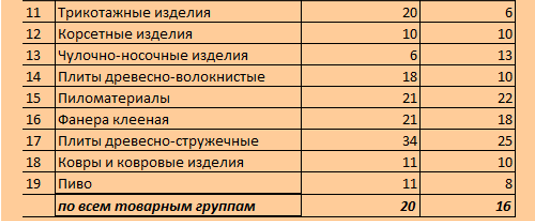 11 Трикотажные изделия 20 6
12 Корсетные изделия 10 10
13 Чулочно-носочные изделия 6 13
14 Плиты древесно-волокнистые 18 10
15 Пиломатериалы 21 22
16 Фанера клееная 21 18
17 Плиты древесно-стружечные 34 25
18 Ковры и ковровые изделия 11 10
19 Пиво 11 8
по всем товарным группам 20 16